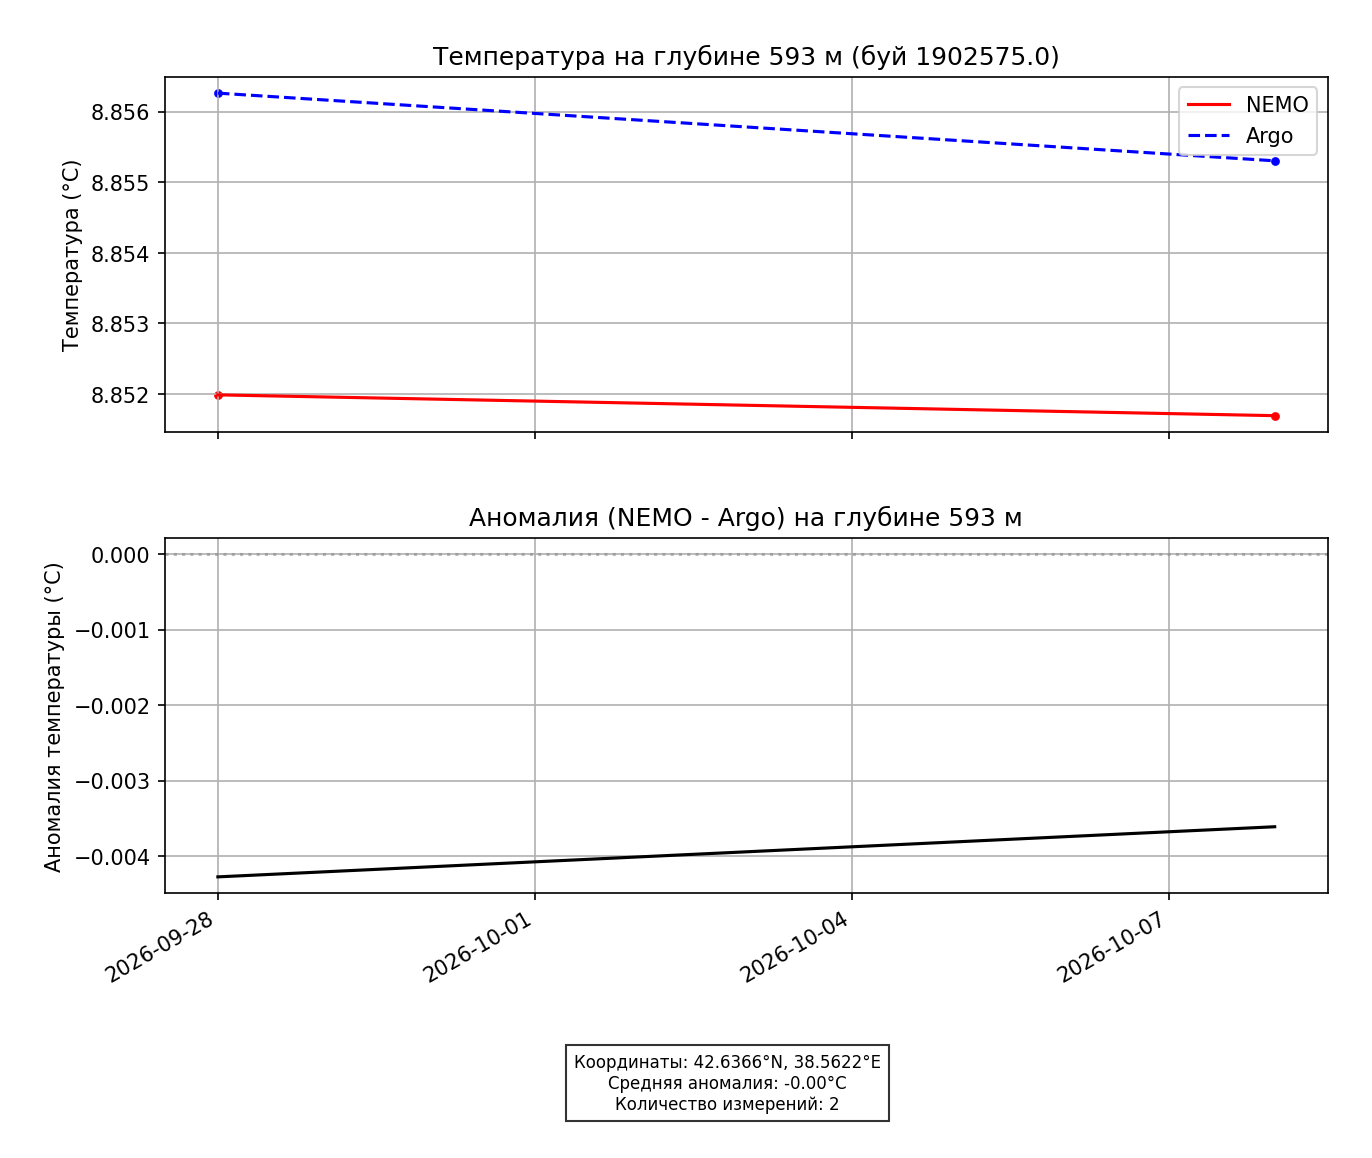 Температура на глубине 593 м (буй 1902575.0)
Температура (°C)
8.856
8.855
8.854
8.853
8.852
NEMO
Argo
Аномалия (NEMO - Argo) на глубине 593 м
Аномалия температуры (°C)
0.000
−0.001
−0.002
−0.003
−0.004
2026-09-28
2026-10-01
2026-10-04
2026-10-07
Координаты: 42.6366°N, 38.5622°E
Средняя аномалия: -0.00°C
Количество измерений: 2